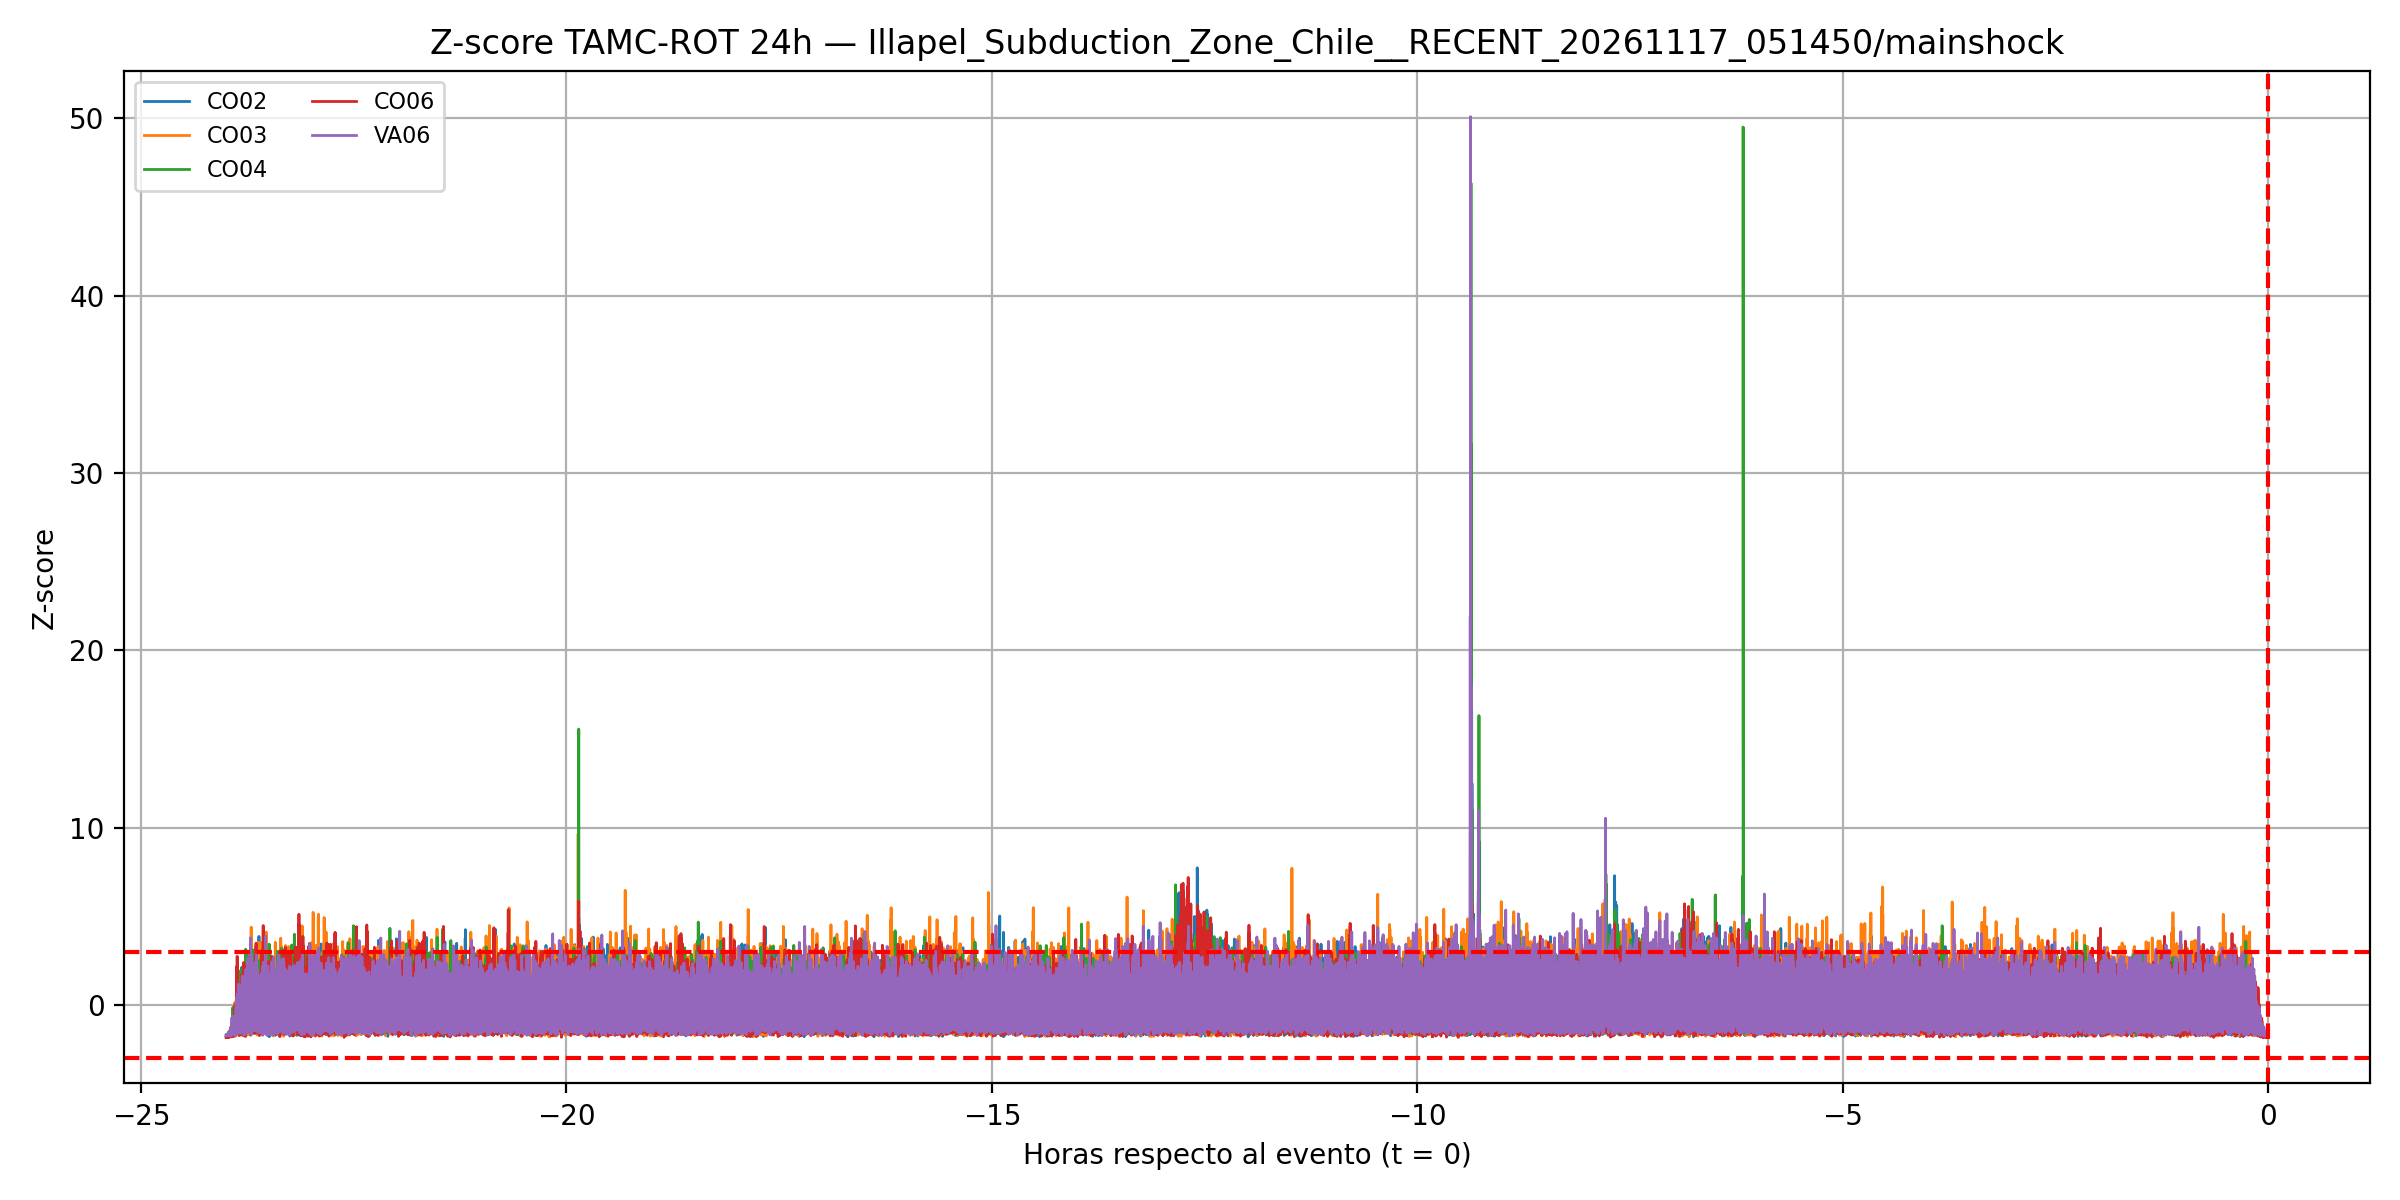 Z-score TAMC-ROT 24h — Illapel_Subduction_Zone_Chile__RECENT_20261117_051450/mainshock
CO02
CO03
CO04
CO06
VA06
50
40
30
20
10
0
Z-score
−25
−20
−15
−10
−5
0
Horas respecto al evento (t = 0)